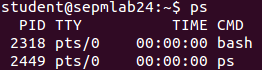 student@sepmlab24:~$ ps
  PID TTY          TIME CMD
 2318 pts/0    00:00:00 bash
 2449 pts/0    00:00:00 ps